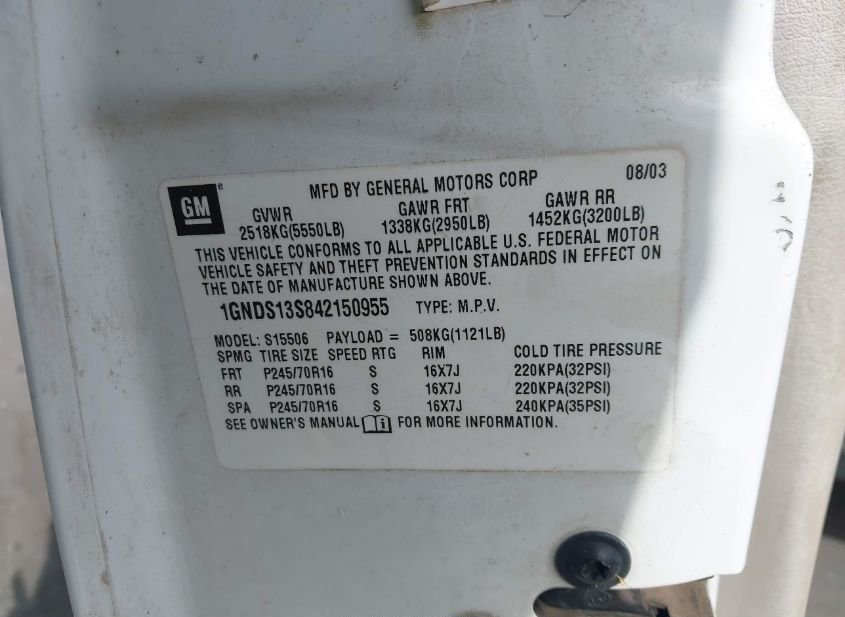 GM®
MFD BY GENERAL MOTORS CORP 08/03
GVWR GAWR FRT GAWR RR
2518KG(5550LB) 1338KG(2950LB) 1452KG(3200LB)
THIS VEHICLE CONFORMS TO ALL APPLICABLE U.S. FEDERAL MOTOR
VEHICLE SAFETY AND THEFT PREVENTION STANDARDS IN EFFECT ON
THE DATE OF MANUFACTURE SHOWN ABOVE.
1GNDS13S842150955 TYPE: M.P.V.
MODEL: S15506 PAYLOAD = 508KG(1121LB)
SPMG TIRE SIZE SPEED RTG RIM COLD TIRE PRESSURE
FRT P245/70R16 S 16X7J 220KPA(32PSI)
RR P245/70R16 S 16X7J 220KPA(32PSI)
SPA P245/70R16 S 16X7J 240KPA(35PSI)
SEE OWNER'S MANUAL i FOR MORE INFORMATION.